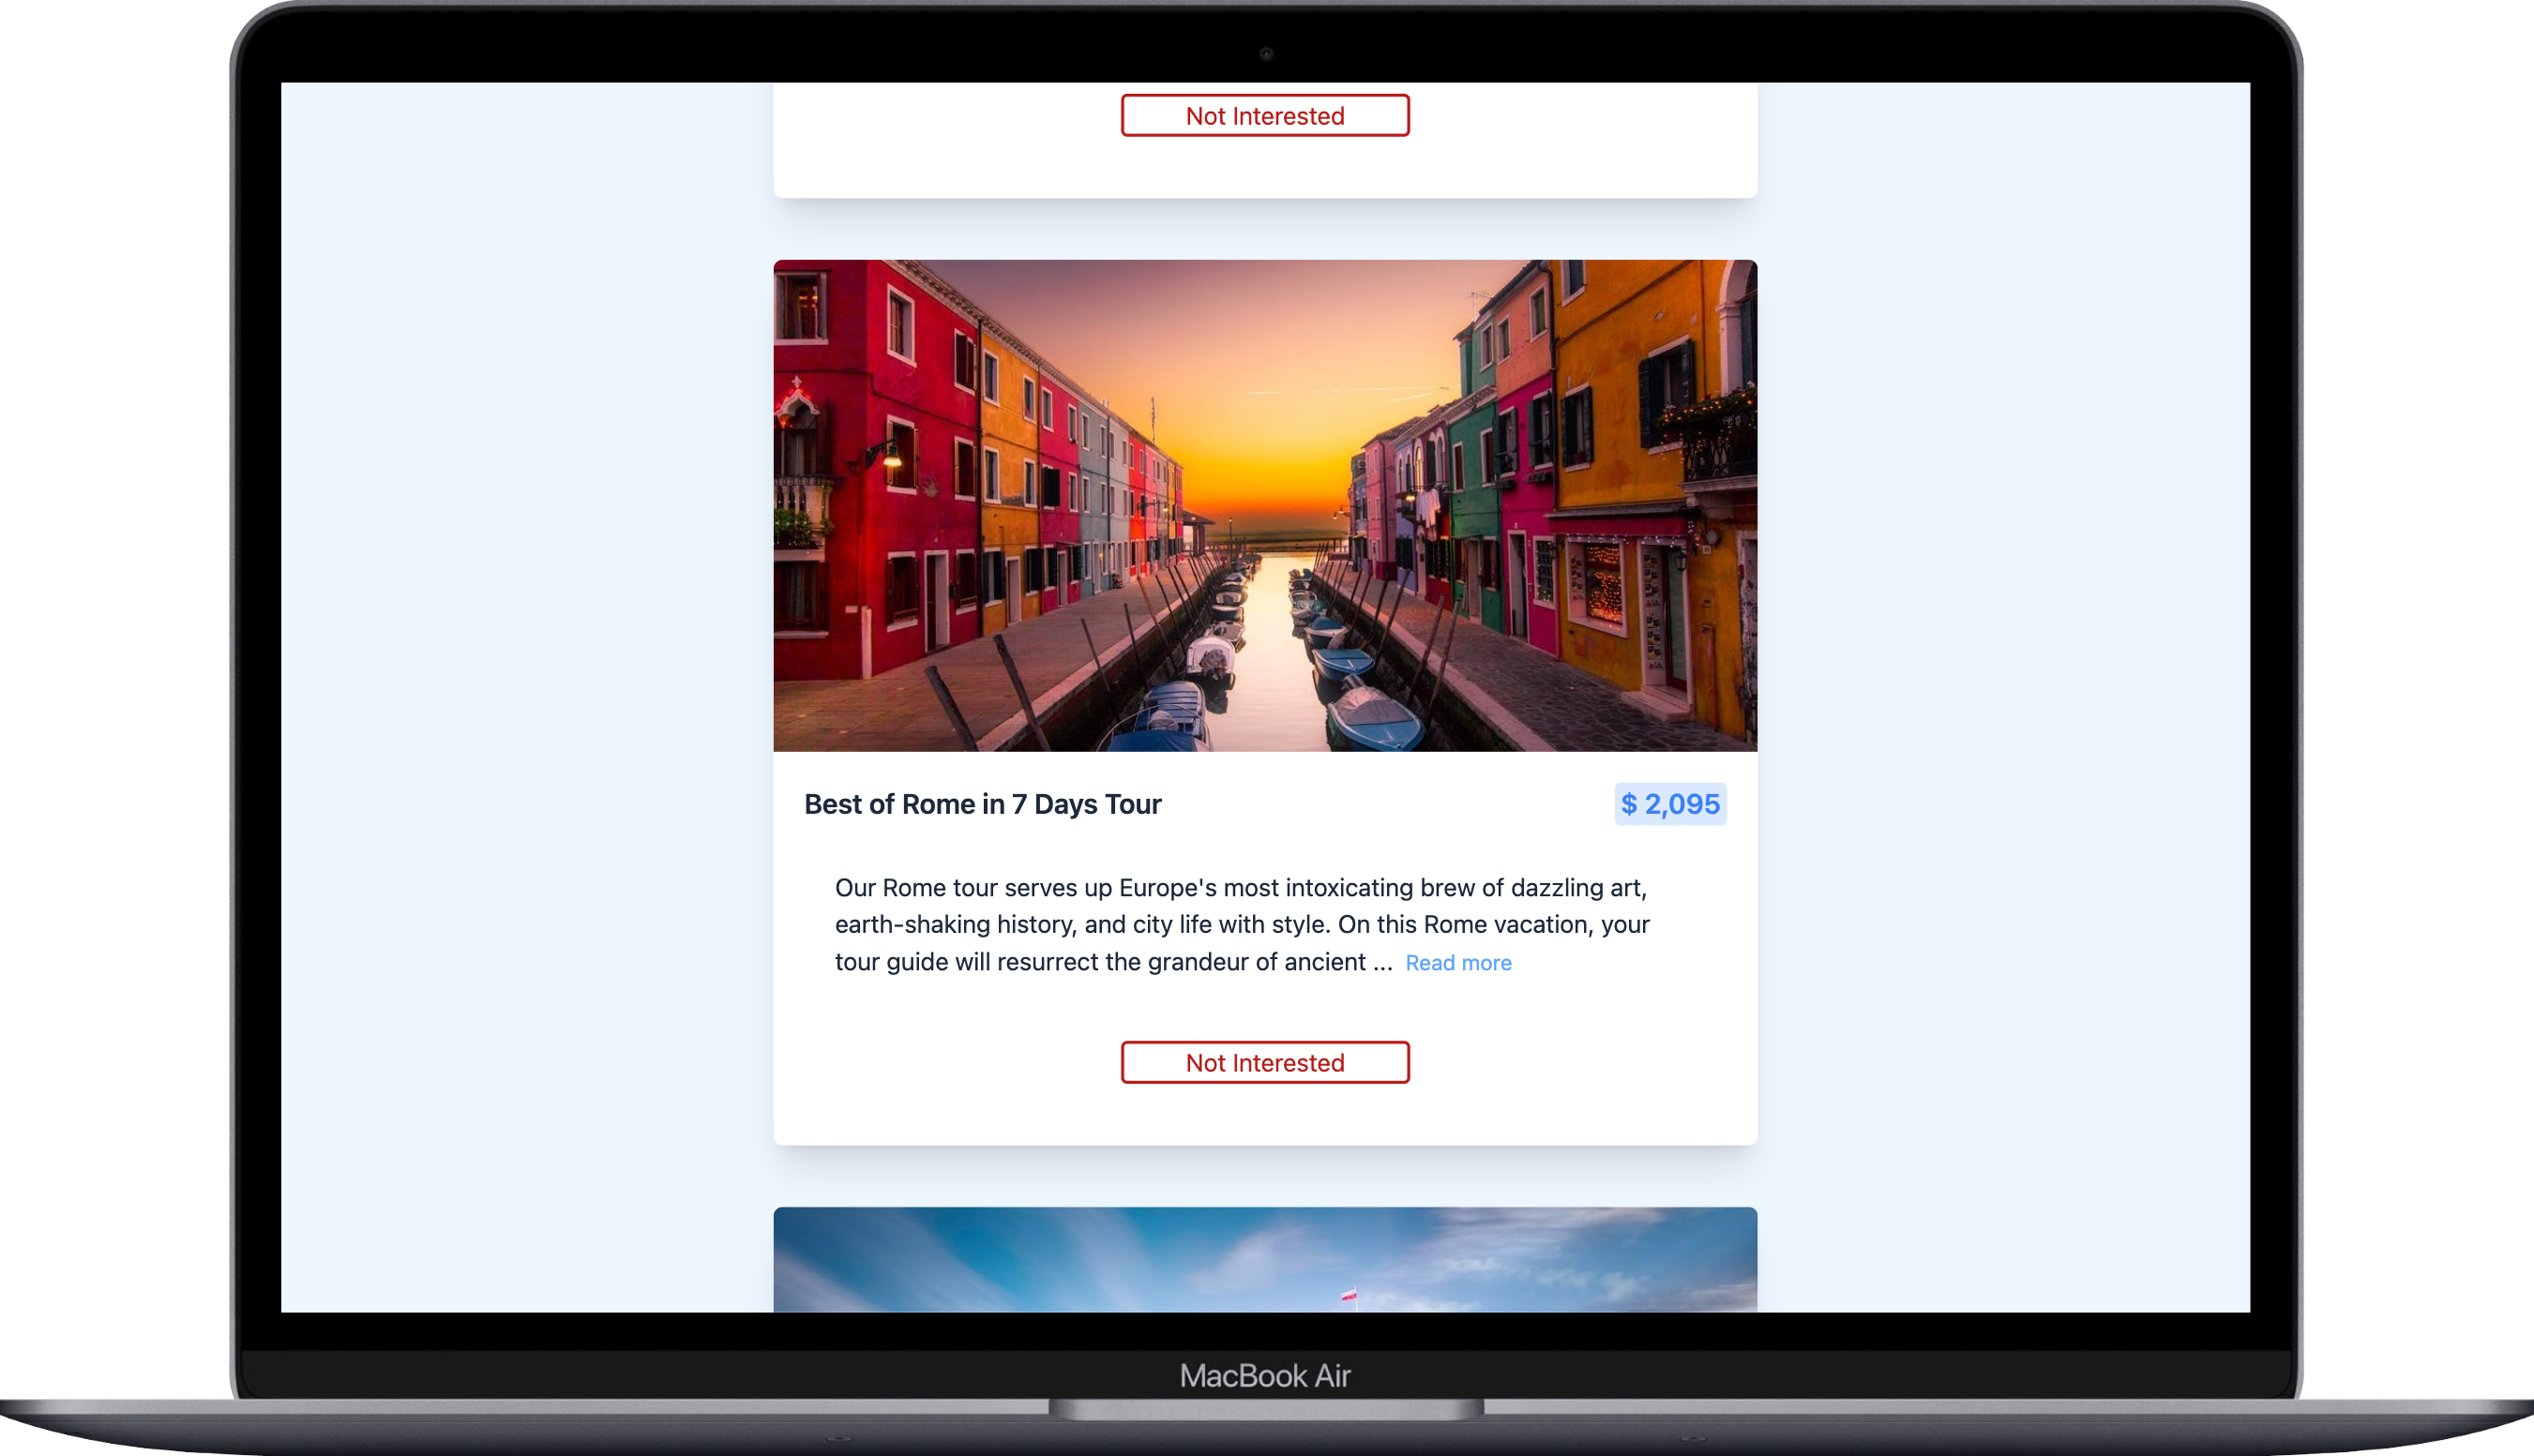 Not Interested
Best of Rome in 7 Days Tour
$ 2,095
Our Rome tour serves up Europe's most intoxicating brew of dazzling art,
earth-shaking history, and city life with style. On this Rome vacation, your
tour guide will resurrect the grandeur of ancient ... Read more
Not Interested
MacBook Air